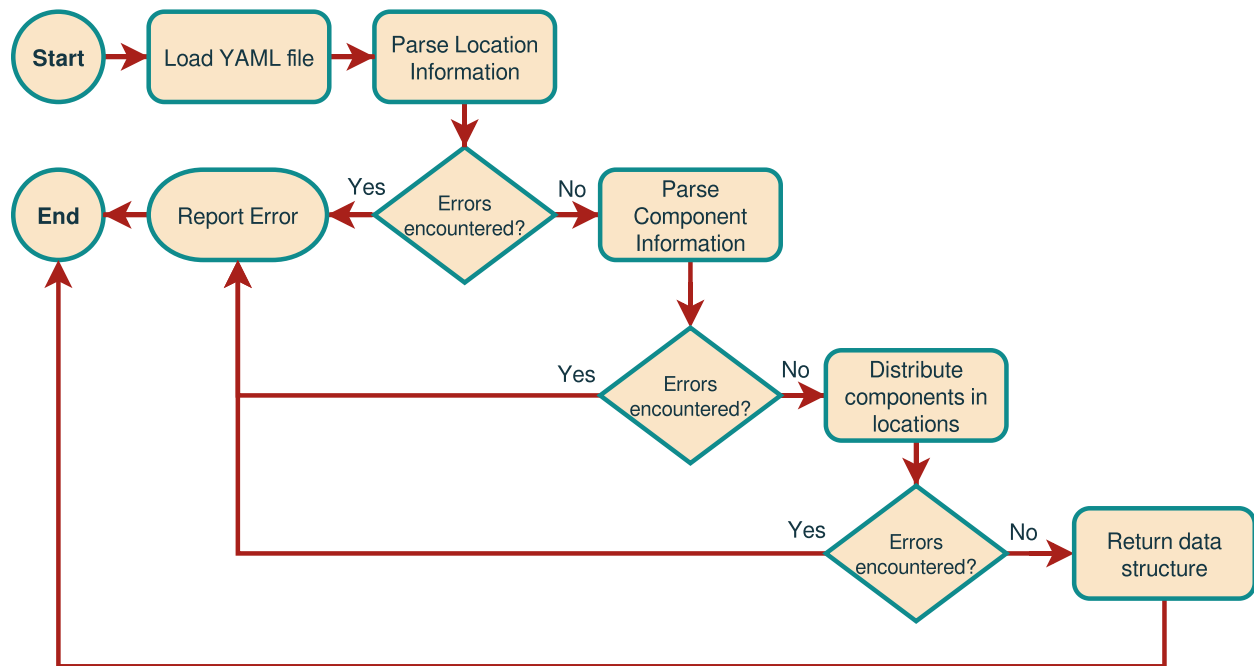 Start
Load YAML file
Parse Location
Information
End
Report Error
Yes
Errors
encountered?
No
Parse
Component
Information
Yes
Errors
encountered?
No
Distribute
components in
locations
Yes
Errors
encountered?
No
Return data
structure